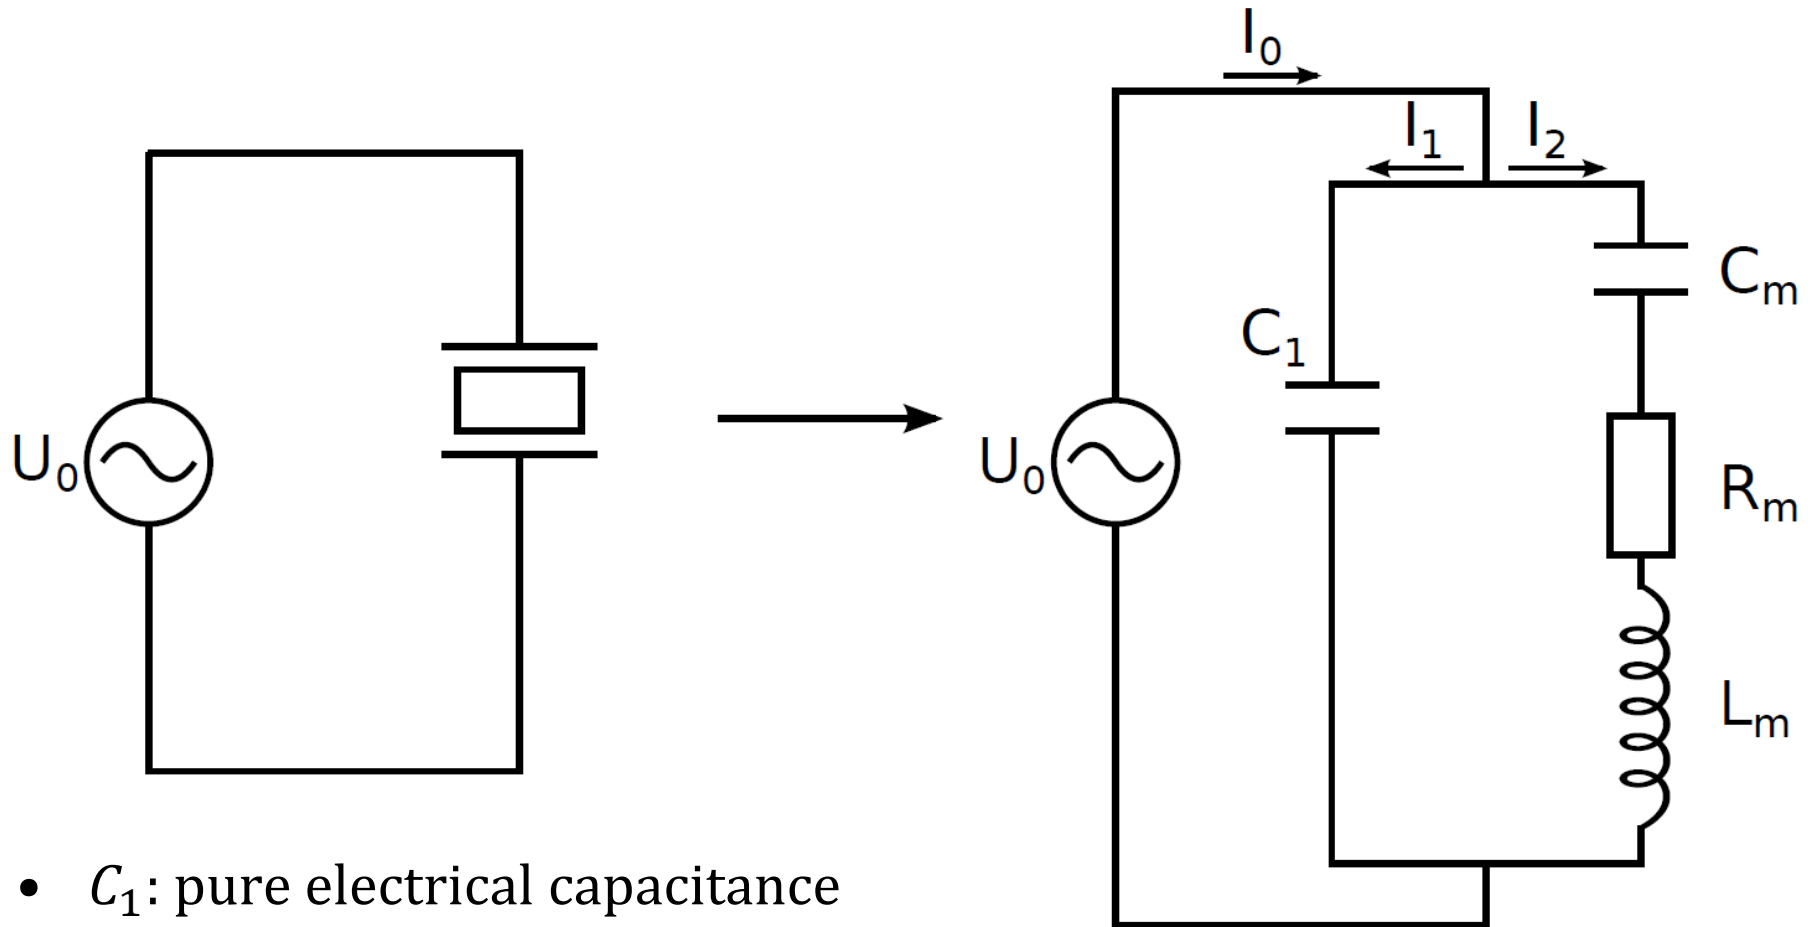 I₀
I₁ I₂
Cₘ
C₁
U₀
U₀
Rₘ
Lₘ
• C₁: pure electrical capacitance